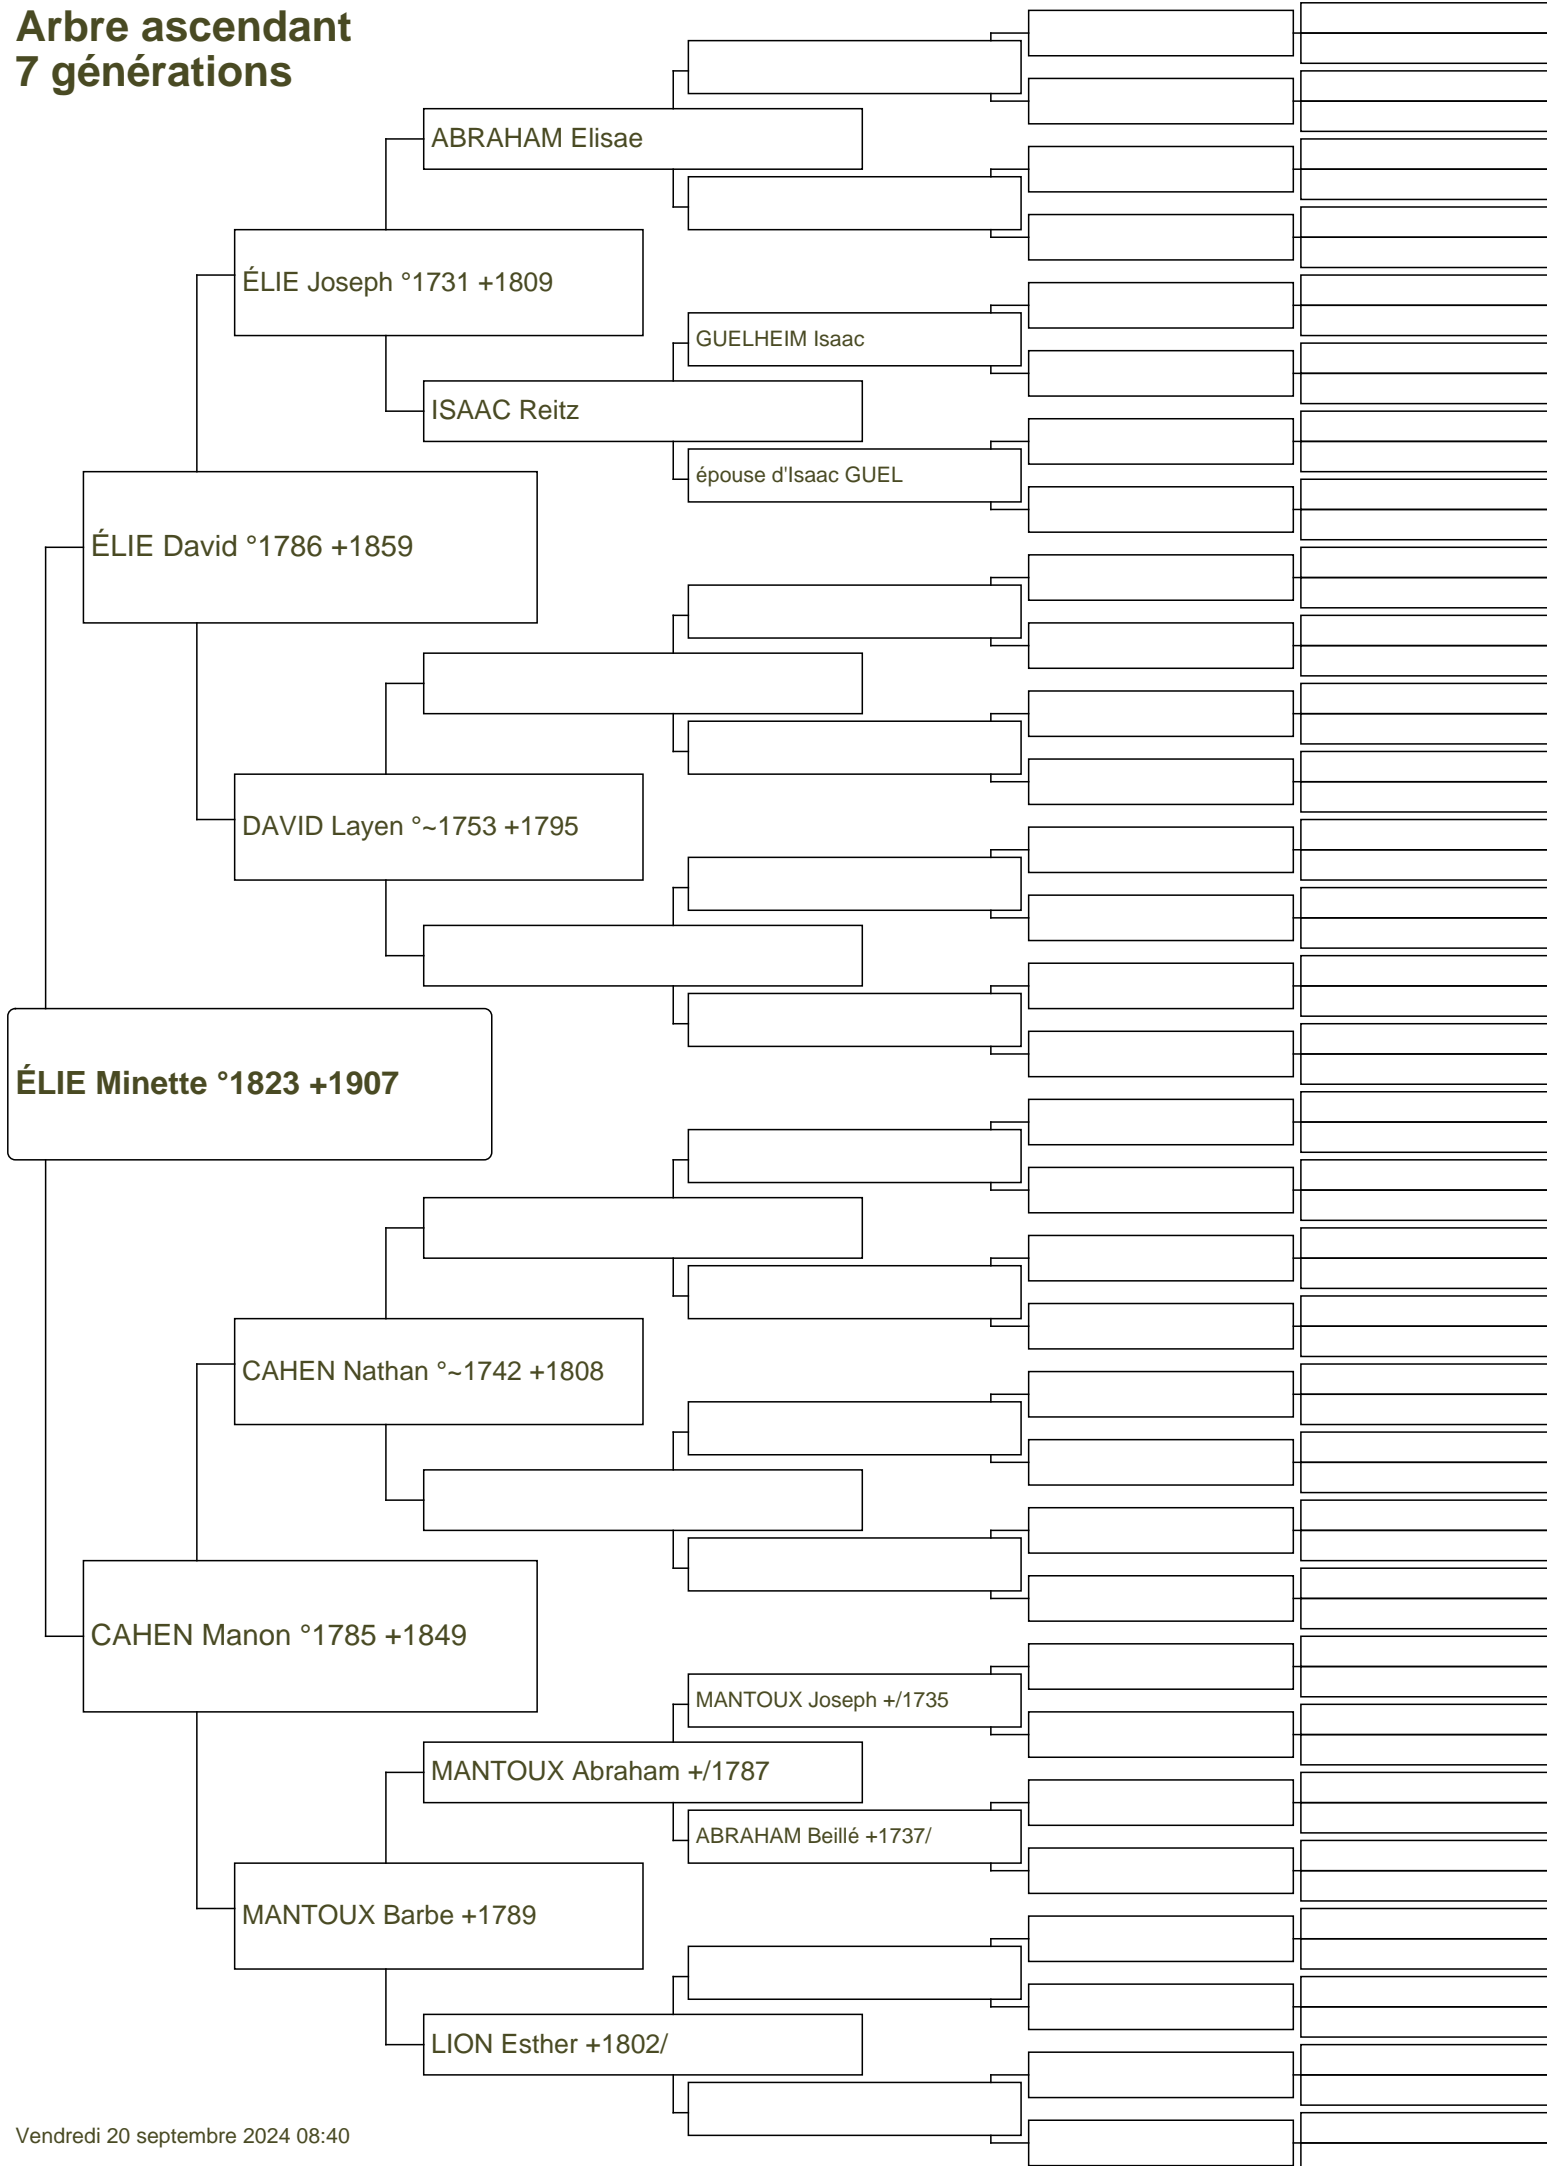 Arbre ascendant
7 générations
ABRAHAM Elisae
ÉLIE Joseph °1731 +1809
GUELHEIM Isaac
ISAAC Reitz
épouse d'Isaac GUEL
ÉLIE David °1786 +1859
DAVID Layen °~1753 +1795
ÉLIE Minette °1823 +1907
CAHEN Nathan °~1742 +1808
CAHEN Manon °1785 +1849
MANTOUX Joseph +/1735
MANTOUX Abraham +/1787
ABRAHAM Beillé +1737/
MANTOUX Barbe +1789
LION Esther +1802/
Vendredi 20 septembre 2024 08:40